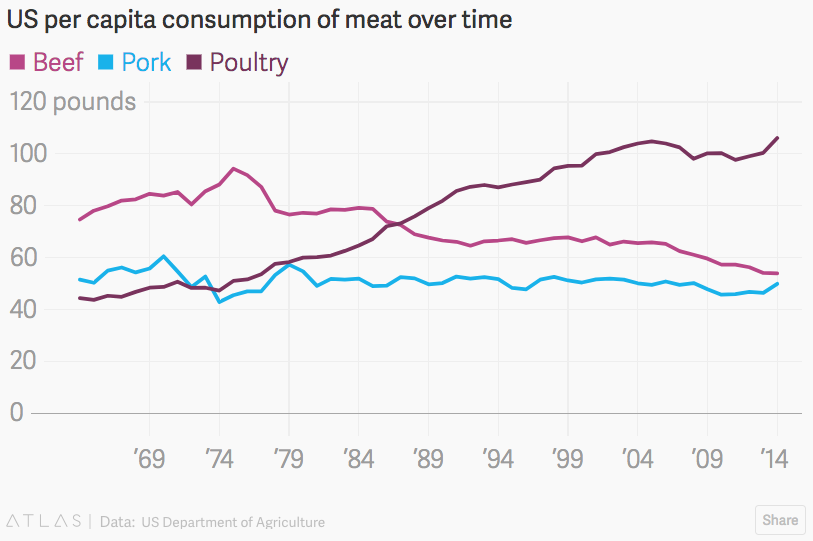 US per capita consumption of meat over time
Beef Pork Poultry
120 pounds
100
80
60
40
20
0
’69 ’74 ’79 ’84 ’89 ’94 ’99 ’04 ’09 ’14
ATLAS | Data: US Department of Agriculture
Share